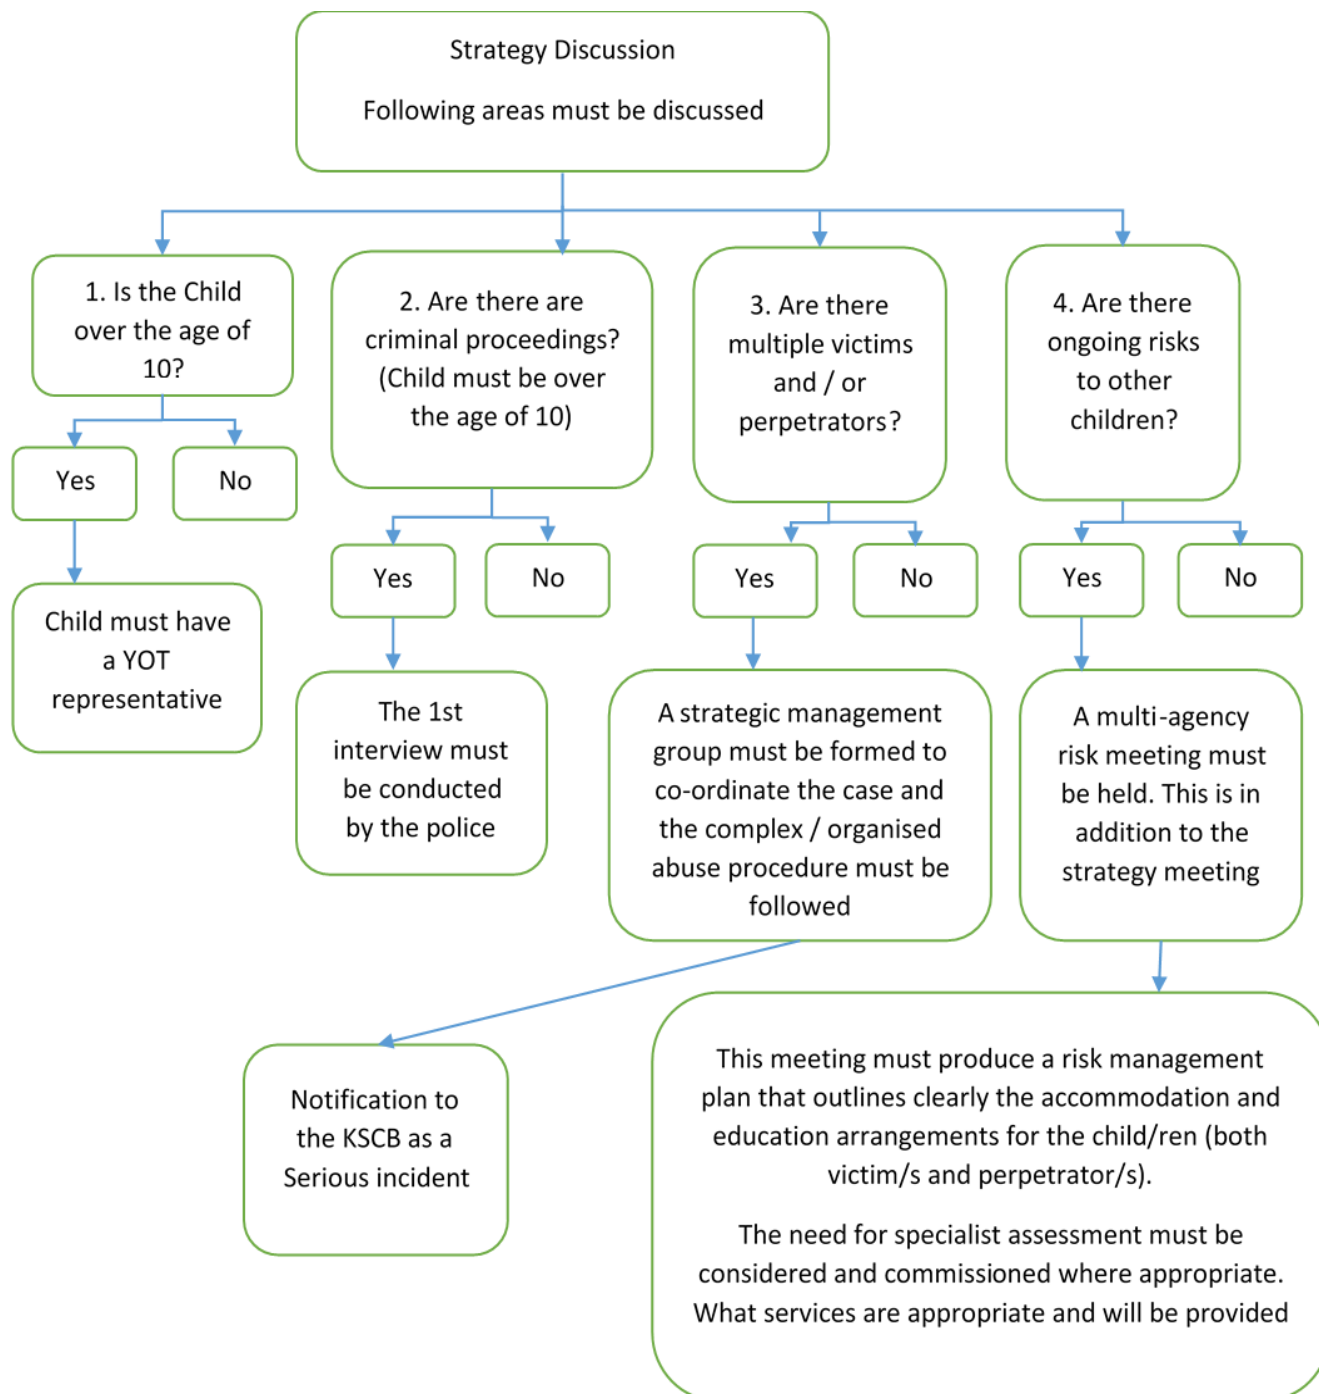 Strategy Discussion
Following areas must be discussed
1. Is the Child
over the age of
10?
Yes
No
Child must have
a YOT
representative
2. Are there are
criminal proceedings?
(Child must be over
the age of 10)
Yes
No
The 1st
interview must
be conducted
by the police
3. Are there
multiple victims
and / or
perpetrators?
Yes
No
A strategic management
group must be formed to
co-ordinate the case and
the complex / organised
abuse procedure must be
followed
Notification to
the KSCB as a
Serious incident
4. Are there
ongoing risks
to other
children?
Yes
No
A multi-agency
risk meeting must
be held. This is in
addition to the
strategy meeting
This meeting must produce a risk management
plan that outlines clearly the accommodation and
education arrangements for the child/ren (both
victim/s and perpetrator/s).
The need for specialist assessment must be
considered and commissioned where appropriate.
What services are appropriate and will be provided